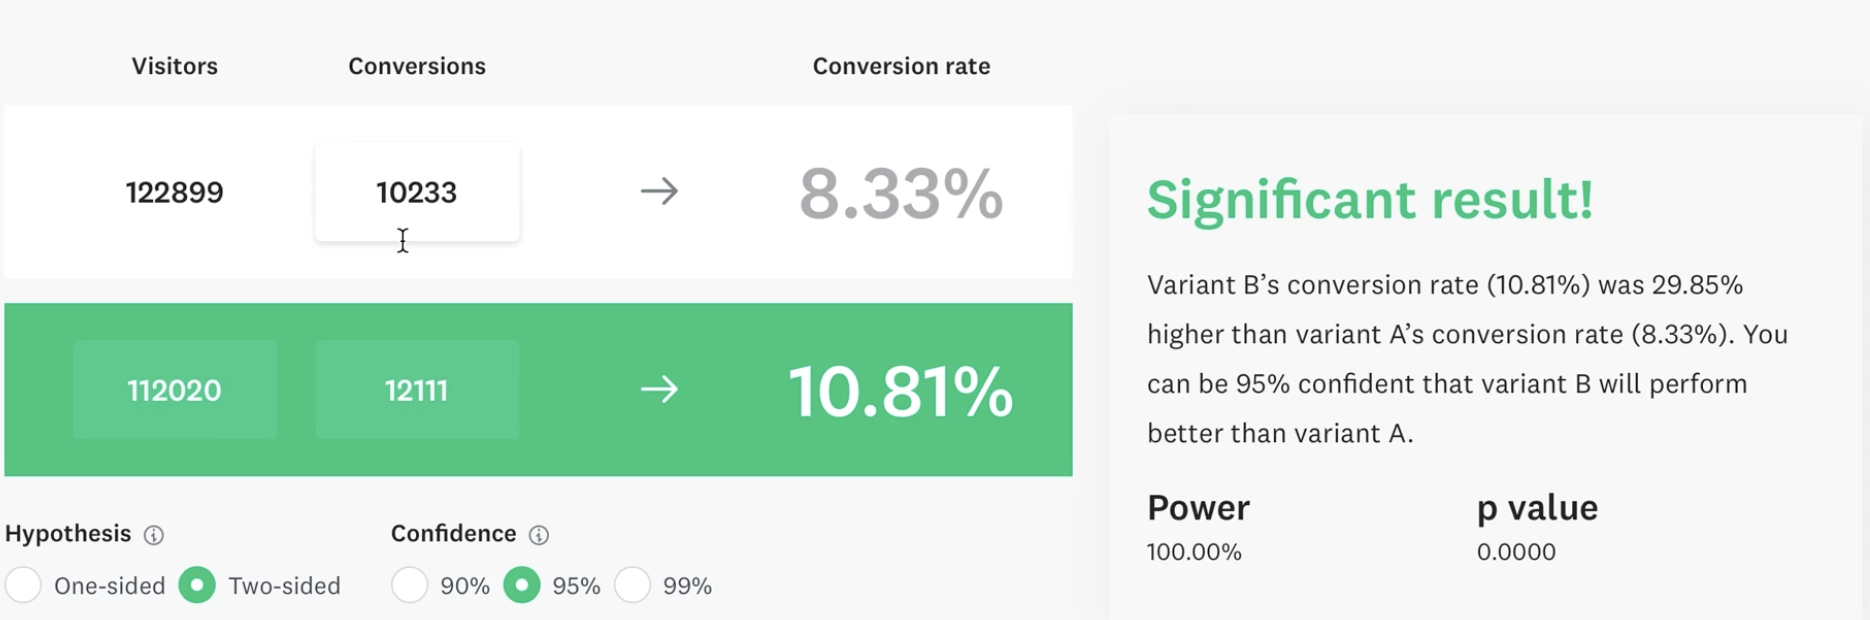 Visitors Conversions Conversion rate
122899 10233 → 8.33%
112020 12111 → 10.81%
Hypothesis Confidence
One-sided Two-sided 90% 95% 99%
Significant result!
Variant B’s conversion rate (10.81%) was 29.85%
higher than variant A’s conversion rate (8.33%). You
can be 95% confident that variant B will perform
better than variant A.
Power p value
100.00% 0.0000